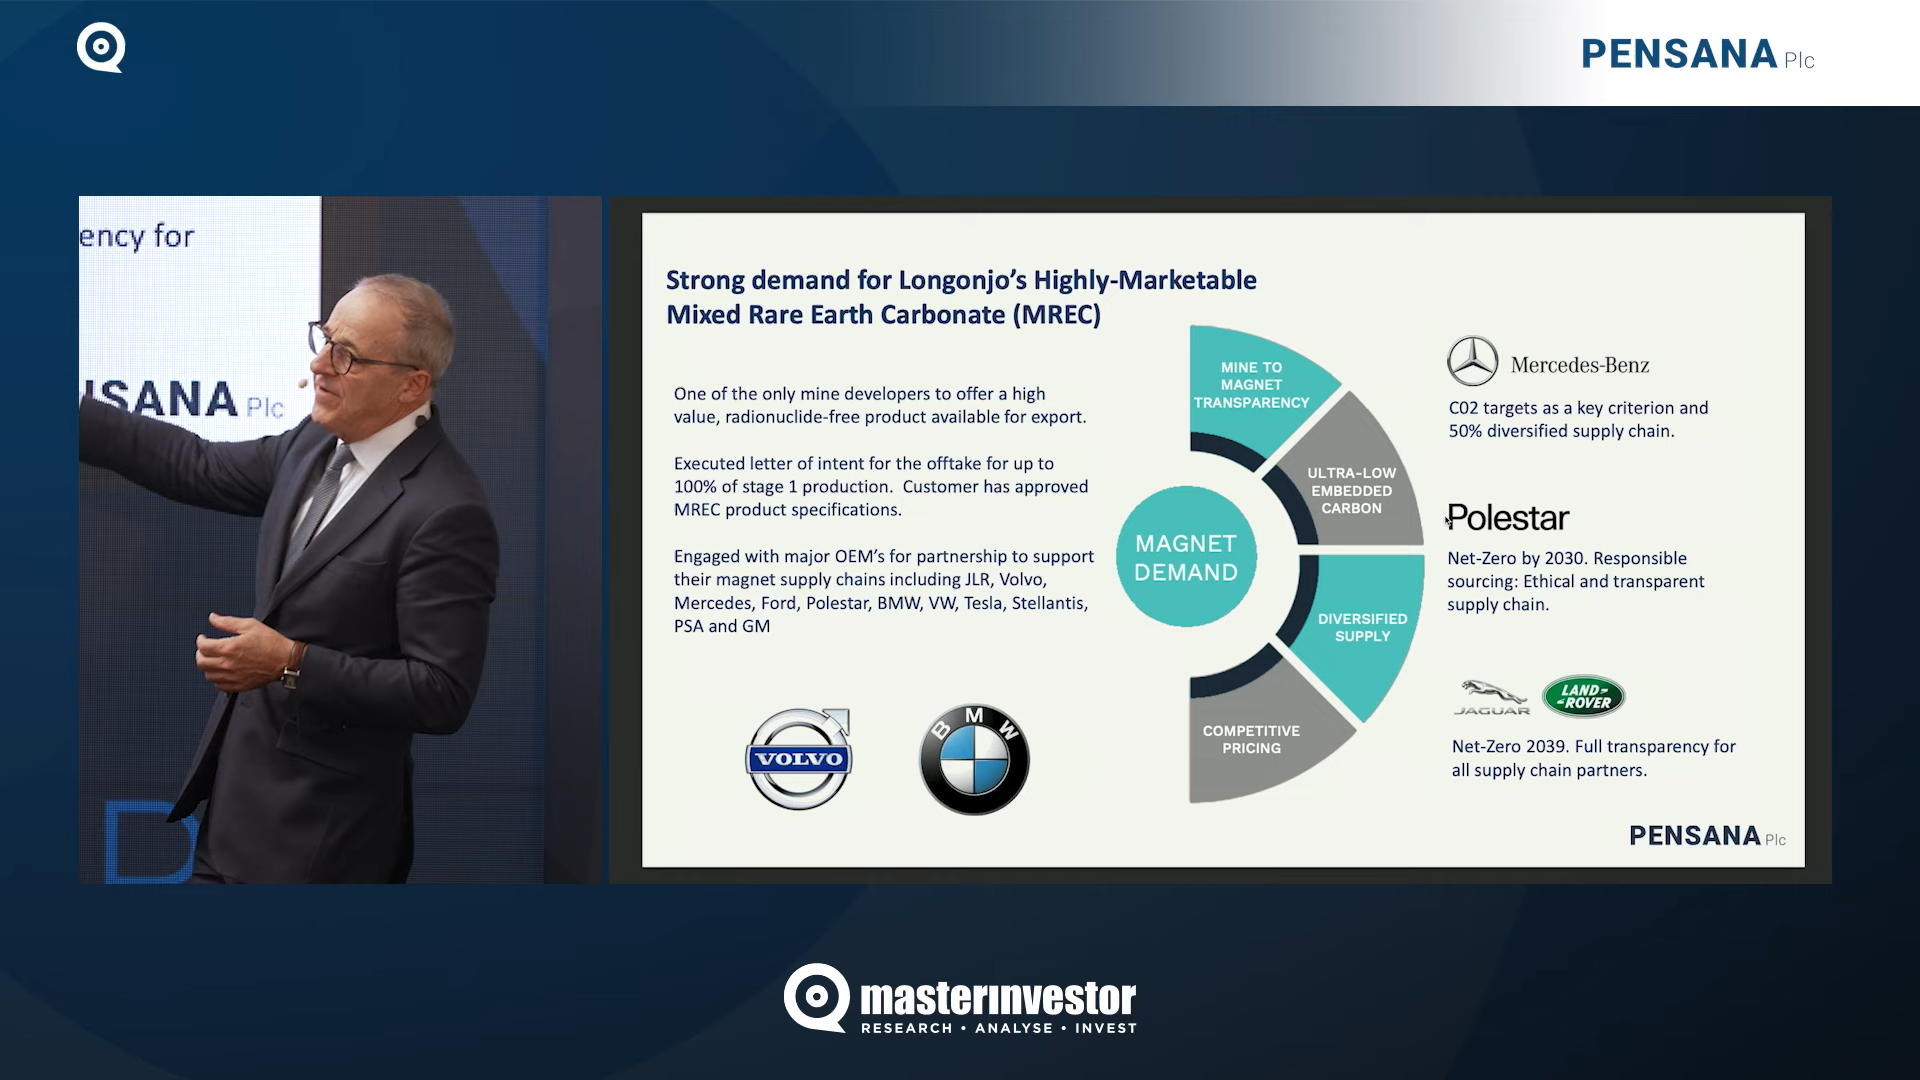 PENSANA Plc
ency for
NSANA Plc
Strong demand for Longonjo’s Highly-Marketable
Mixed Rare Earth Carbonate (MREC)
One of the only mine developers to offer a high
value, radionuclide-free product available for export.
Executed letter of intent for the offtake for up to
100% of stage 1 production.  Customer has approved
MREC product specifications.
Engaged with major OEM’s for partnership to support
their magnet supply chains including JLR, Volvo,
Mercedes, Ford, Polestar, BMW, VW, Tesla, Stellantis,
PSA and GM
VOLVO
BMW
MAGNET
DEMAND
MINE TO
MAGNET
TRANSPARENCY
ULTRA-LOW
EMBEDDED
CARBON
DIVERSIFIED
SUPPLY
COMPETITIVE
PRICING
Mercedes-Benz
C02 targets as a key criterion and
50% diversified supply chain.
Polestar
Net-Zero by 2030. Responsible
sourcing: Ethical and transparent
supply chain.
JAGUAR
LAND-
ROVER
Net-Zero 2039. Full transparency for
all supply chain partners.
PENSANA Plc
masterinvestor
RESEARCH • ANALYSE • INVEST